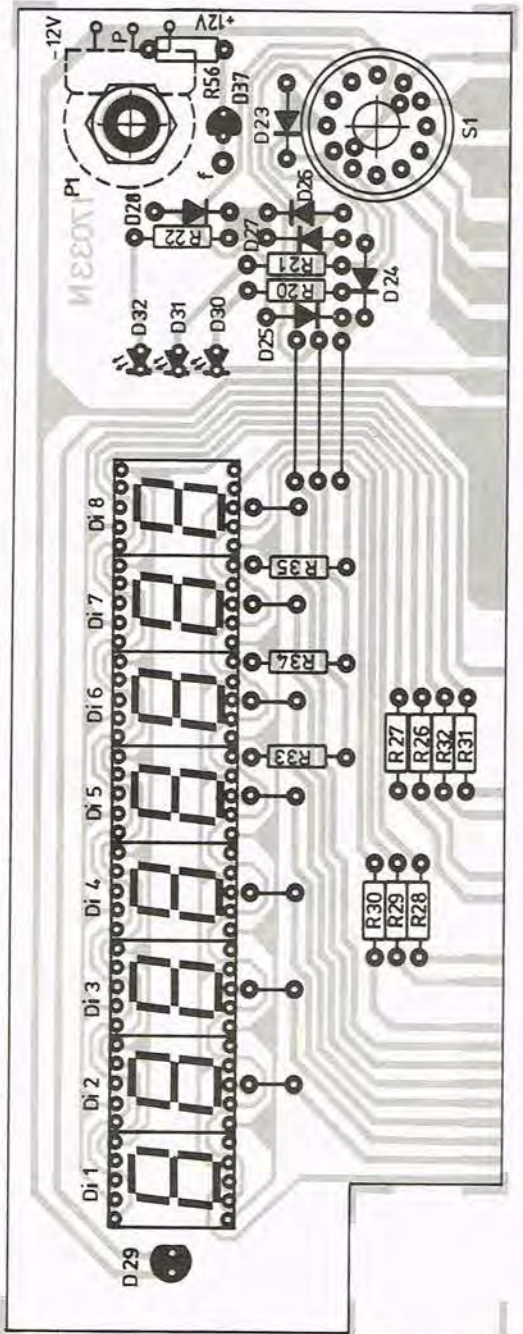 -12V
P
+12V
R56
D37
P1
f
D23
S1
D28
R22
17033N
D26
D27
R21
R20
D24
D25
D32
D31
D30
Di 8
R35
Di 7
R34
Di 6
R33
Di 5
R27
R26
R32
R31
Di 4
R30
R29
R28
Di 3
Di 2
Di 1
D29